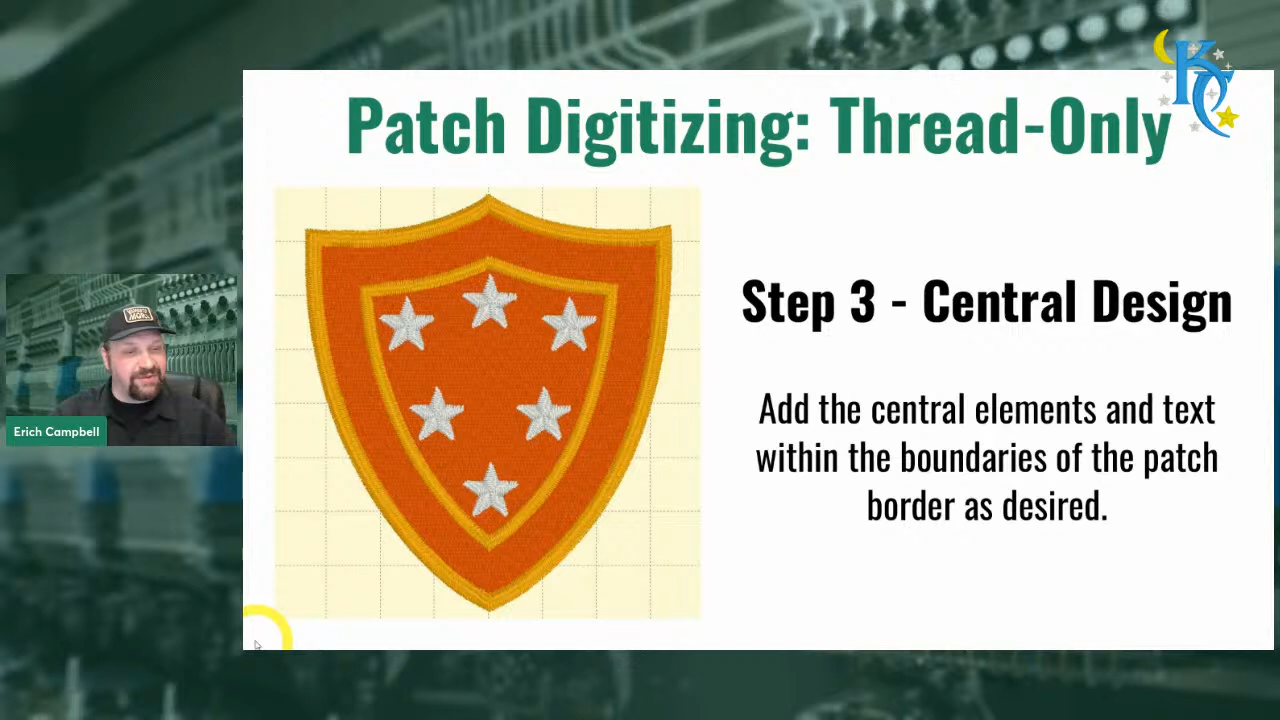 Patch Digitizing: Thread-Only
Step 3 - Central Design
Add the central elements and text
within the boundaries of the patch
border as desired.
Erich Campbell